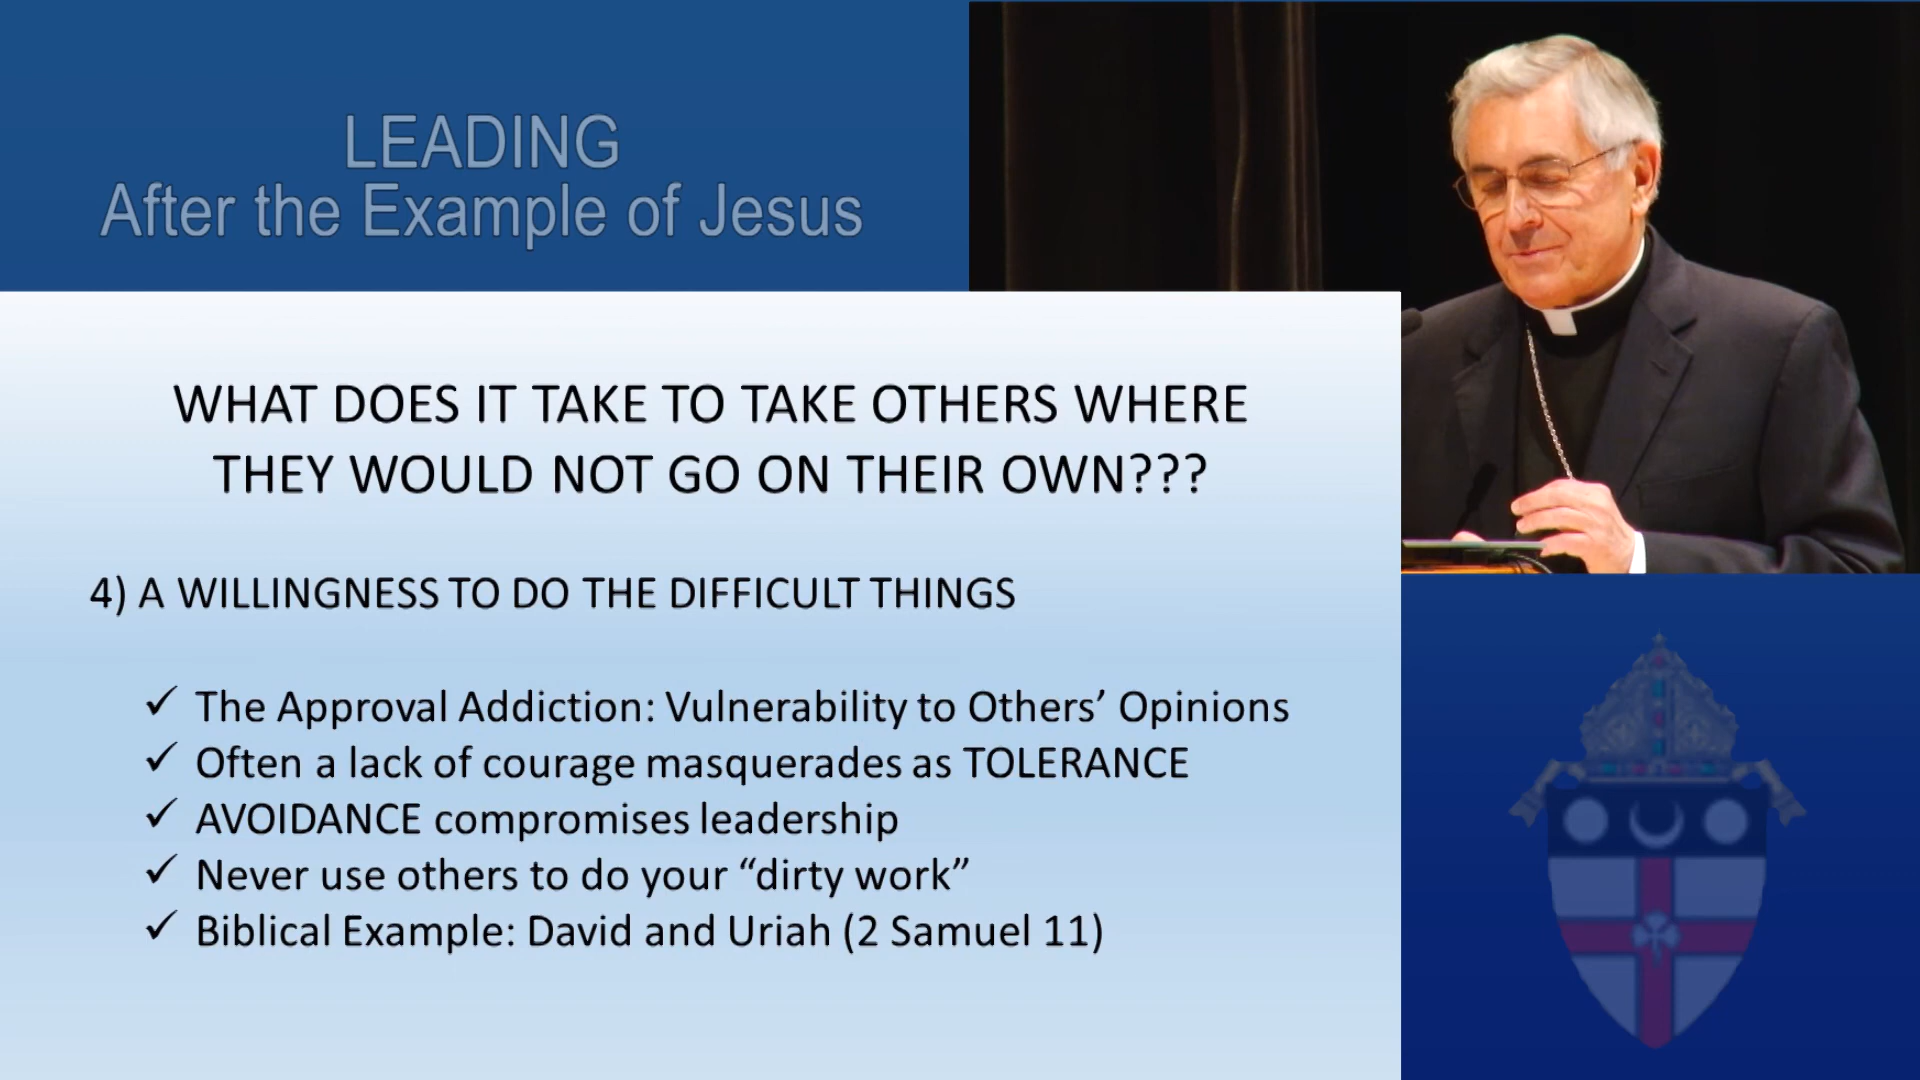 LEADING
After the Example of Jesus
WHAT DOES IT TAKE TO TAKE OTHERS WHERE
THEY WOULD NOT GO ON THEIR OWN???
4) A WILLINGNESS TO DO THE DIFFICULT THINGS
✓ The Approval Addiction: Vulnerability to Others’ Opinions
✓ Often a lack of courage masquerades as TOLERANCE
✓ AVOIDANCE compromises leadership
✓ Never use others to do your “dirty work”
✓ Biblical Example: David and Uriah (2 Samuel 11)